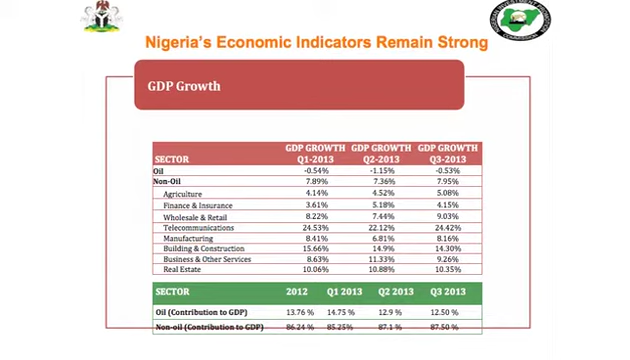 Nigeria's Economic Indicators Remain Strong
GDP Growth
SECTOR GDP GROWTH Q1-2013 GDP GROWTH Q2-2013 GDP GROWTH Q3-2013
Oil -0.54% -1.15% -0.53%
Non-Oil 7.89% 7.36% 7.95%
Agriculture 4.14% 4.52% 5.08%
Finance & Insurance 3.61% 5.18% 4.15%
Wholesale & Retail 8.22% 7.44% 9.03%
Telecommunications 24.53% 22.12% 24.42%
Manufacturing 8.41% 6.81% 8.16%
Building & Construction 15.66% 14.9% 14.30%
Business & Other Services 8.63% 11.33% 9.26%
Real Estate 10.06% 10.88% 10.35%
SECTOR 2012 Q1 2013 Q2 2013 Q3 2013
Oil (Contribution to GDP) 13.76 % 14.75 % 12.9 % 12.50 %
Non-oil (Contribution to GDP) 86.24 % 85.25% 87.1 % 87.50 %